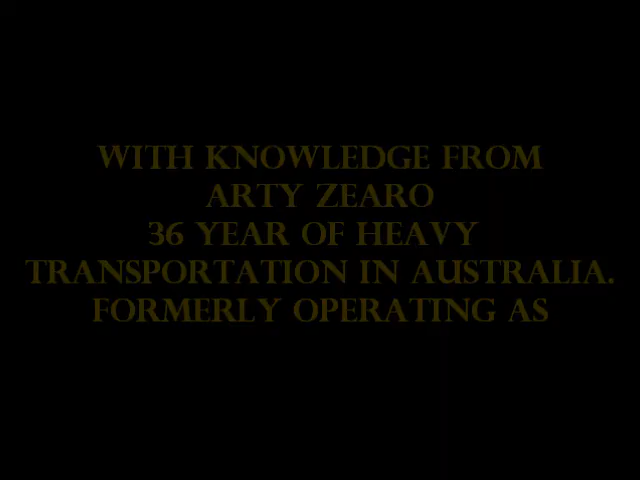 WITH KNOWLEDGE FROM
ARTY ZEARO
36 YEAR OF HEAVY
TRANSPORTATION IN AUSTRALIA.
FORMERLY OPERATING AS